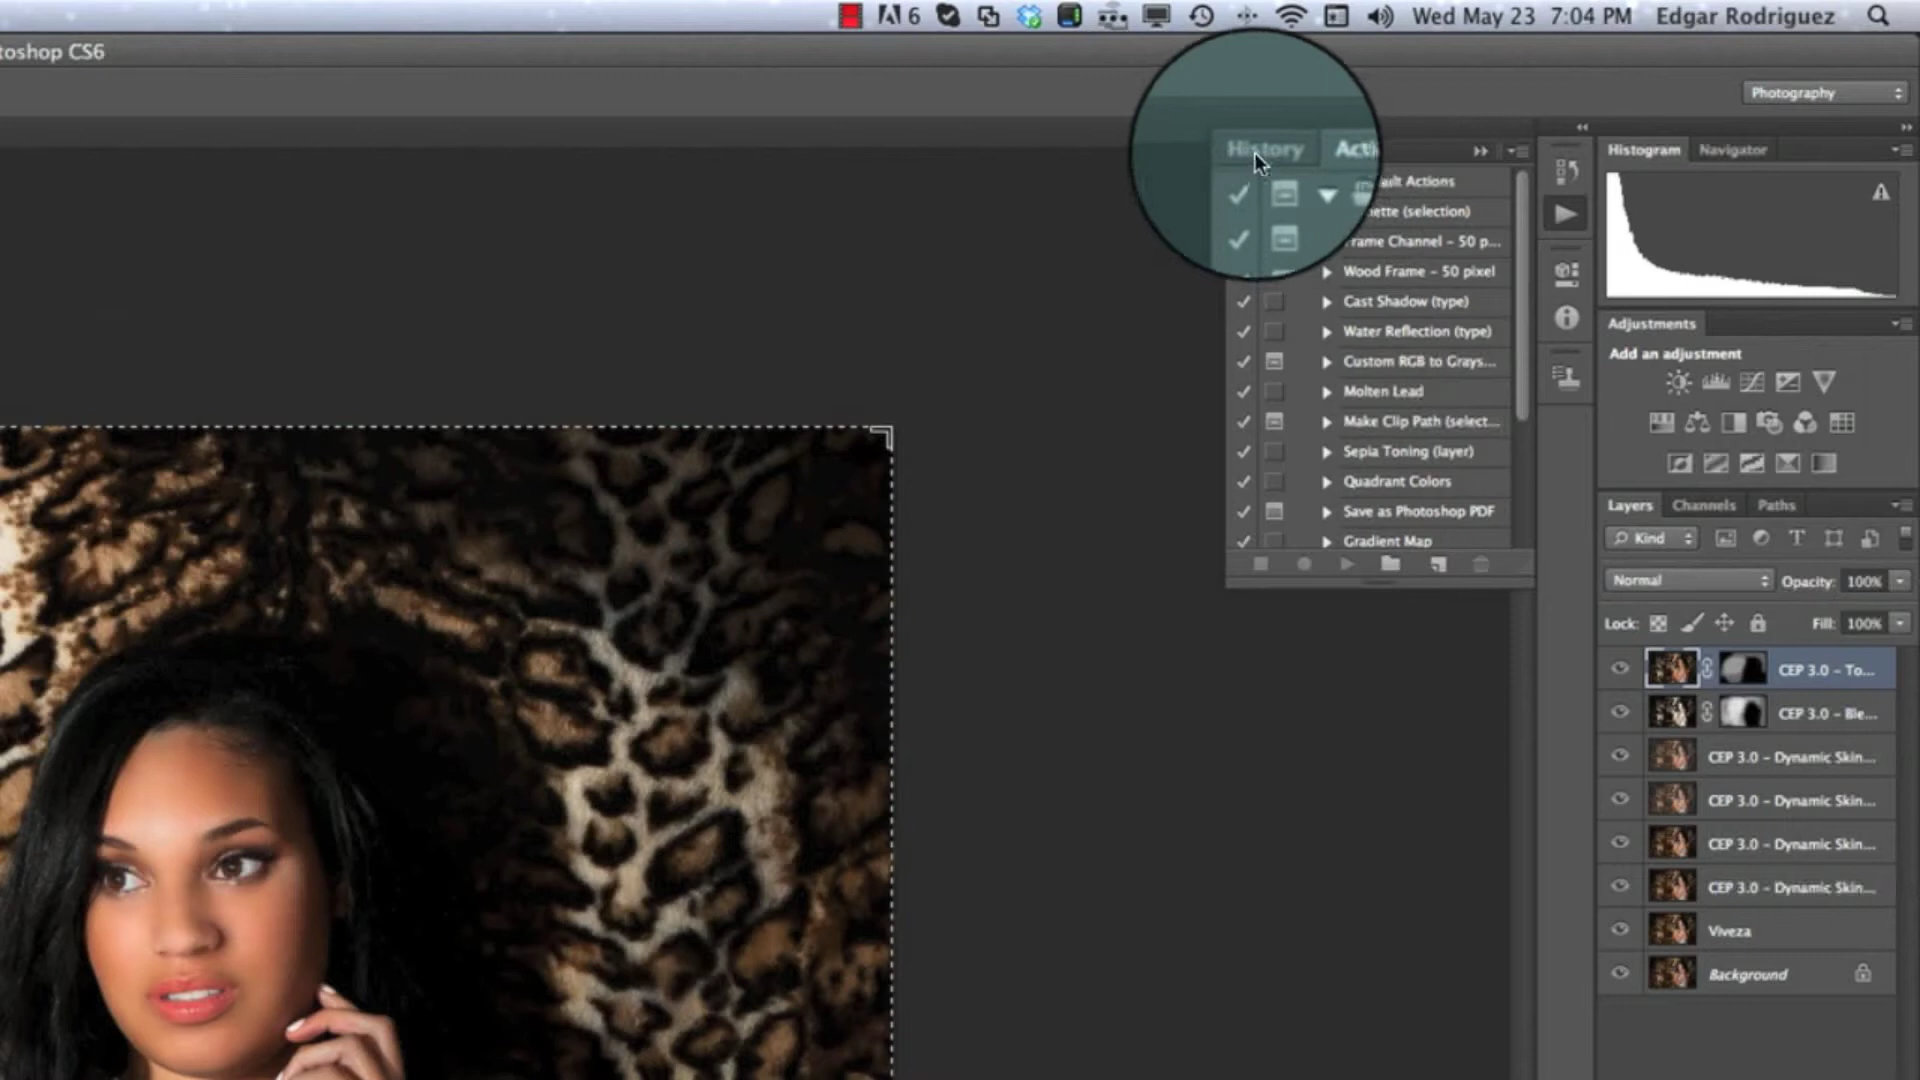 6 Wed May 23 7:04 PM Edgar Rodriguez
toshop CS6
Photography
History Acti
ult Actions
ette (selection)
Frame Channel - 50 p...
Wood Frame - 50 pixel
Cast Shadow (type)
Water Reflection (type)
Custom RGB to Grays...
Molten Lead
Make Clip Path (select...
Sepia Toning (layer)
Quadrant Colors
Save as Photoshop PDF
Gradient Map
Histogram Navigator
Adjustments
Add an adjustment
Layers Channels Paths
Kind
Normal Opacity: 100%
Lock: Fill: 100%
CEP 3.0 - To...
CEP 3.0 - Ble...
CEP 3.0 - Dynamic Skin...
CEP 3.0 - Dynamic Skin...
CEP 3.0 - Dynamic Skin...
CEP 3.0 - Dynamic Skin...
Viveza
Background